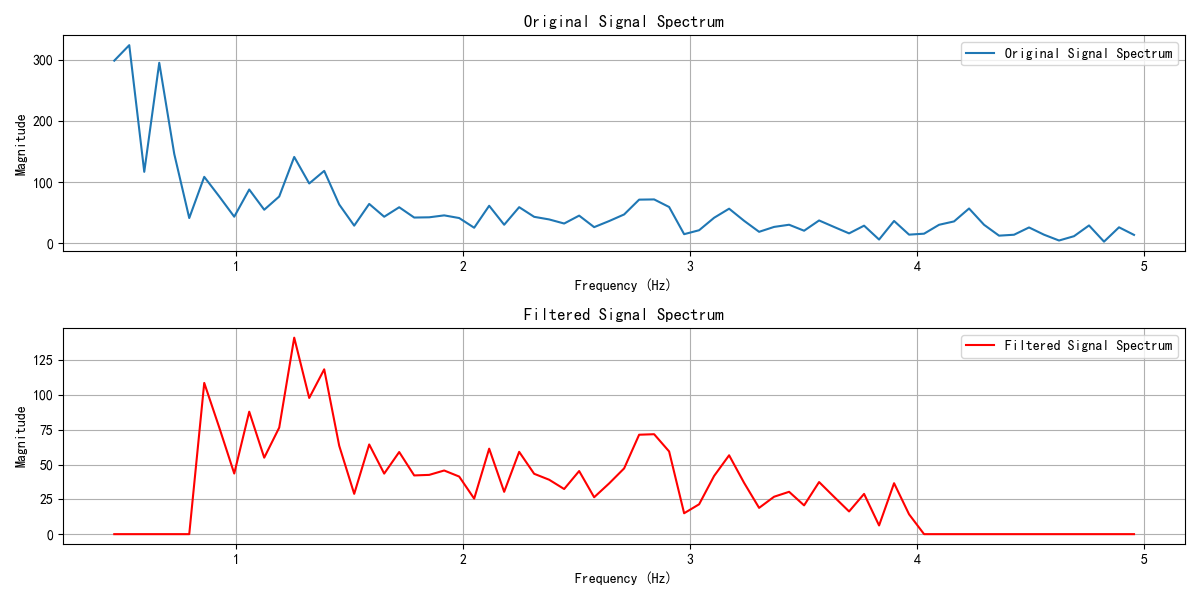 Original Signal Spectrum
Original Signal Spectrum
300
200
100
0
Magnitude
1 2 3 4 5
Frequency (Hz)
Filtered Signal Spectrum
Filtered Signal Spectrum
125
100
75
50
25
0
Magnitude
1 2 3 4 5
Frequency (Hz)